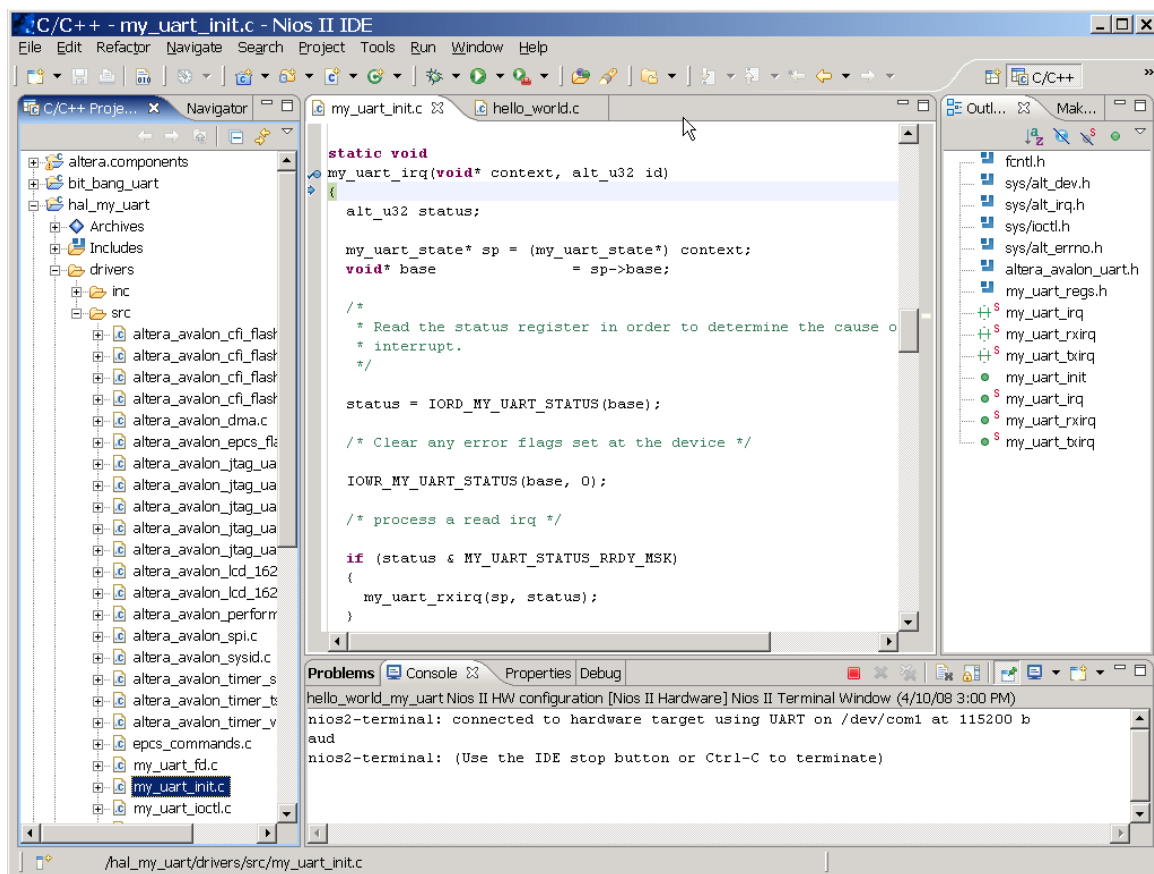 C/C++ - my_uart_init.c - Nios II IDE
File Edit Refactor Navigate Search Project Tools Run Window Help
C/C++
»
C/C++ Proje...
Navigator
altera.components
bit_bang_uart
hal_my_uart
Archives
Includes
drivers
inc
src
altera_avalon_cfi_flash
altera_avalon_cfi_flash
altera_avalon_cfi_flash
altera_avalon_cfi_flash
altera_avalon_dma.c
altera_avalon_epcs_fla
altera_avalon_jtag_ua
altera_avalon_jtag_ua
altera_avalon_jtag_ua
altera_avalon_jtag_ua
altera_avalon_jtag_ua
altera_avalon_lcd_162
altera_avalon_lcd_162
altera_avalon_perform
altera_avalon_spi.c
altera_avalon_sysid.c
altera_avalon_timer_s
altera_avalon_timer_ts
altera_avalon_timer_v
epcs_commands.c
my_uart_fd.c
my_uart_init.c
my_uart_ioctl.c
my_uart_init.c
hello_world.c
static void
my_uart_irq(void* context, alt_u32 id)
{
alt_u32 status;
my_uart_state* sp = (my_uart_state*) context;
void* base = sp->base;
/*
* Read the status register in order to determine the cause o
* interrupt.
*/
status = IORD_MY_UART_STATUS(base);
/* Clear any error flags set at the device */
IOWR_MY_UART_STATUS(base, 0);
/* process a read irq */
if (status & MY_UART_STATUS_RRDY_MSK)
{
my_uart_rxirq(sp, status);
}
Outl...
Mak...
fcntl.h
sys/alt_dev.h
sys/alt_irq.h
sys/ioctl.h
sys/alt_errno.h
altera_avalon_uart.h
my_uart_regs.h
my_uart_irq
my_uart_rxirq
my_uart_txirq
my_uart_init
my_uart_irq
my_uart_rxirq
my_uart_txirq
Problems Console Properties Debug
hello_world_my_uart Nios II HW configuration [Nios II Hardware] Nios II Terminal Window (4/10/08 3:00 PM)
nios2-terminal: connected to hardware target using UART on /dev/com1 at 115200 b
aud
nios2-terminal: (Use the IDE stop button or Ctrl-C to terminate)
/hal_my_uart/drivers/src/my_uart_init.c